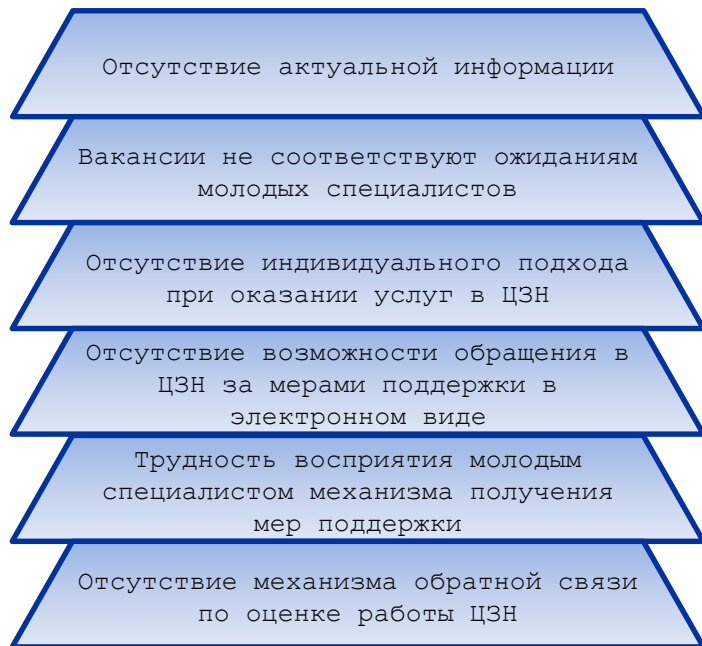 Отсутствие актуальной информации
Вакансии не соответствуют ожиданиям
молодых специалистов
Отсутствие индивидуального подхода
при оказании услуг в ЦЗН
Отсутствие возможности обращения в
ЦЗН за мерами поддержки в
электронном виде
Трудность восприятия молодым
специалистом механизма получения
мер поддержки
Отсутствие механизма обратной связи
по оценке работы ЦЗН